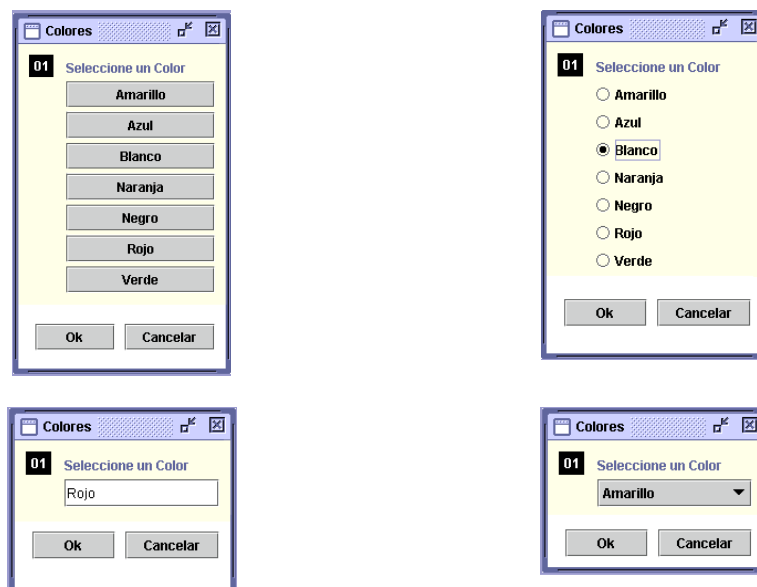 Colores
01 Seleccione un Color
Amarillo
Azul
Blanco
Naranja
Negro
Rojo
Verde
Ok Cancelar
Colores
01 Seleccione un Color
Amarillo
Azul
Blanco
Naranja
Negro
Rojo
Verde
Ok Cancelar
Colores
01 Seleccione un Color
Rojo
Ok Cancelar
Colores
01 Seleccione un Color
Amarillo
Ok Cancelar